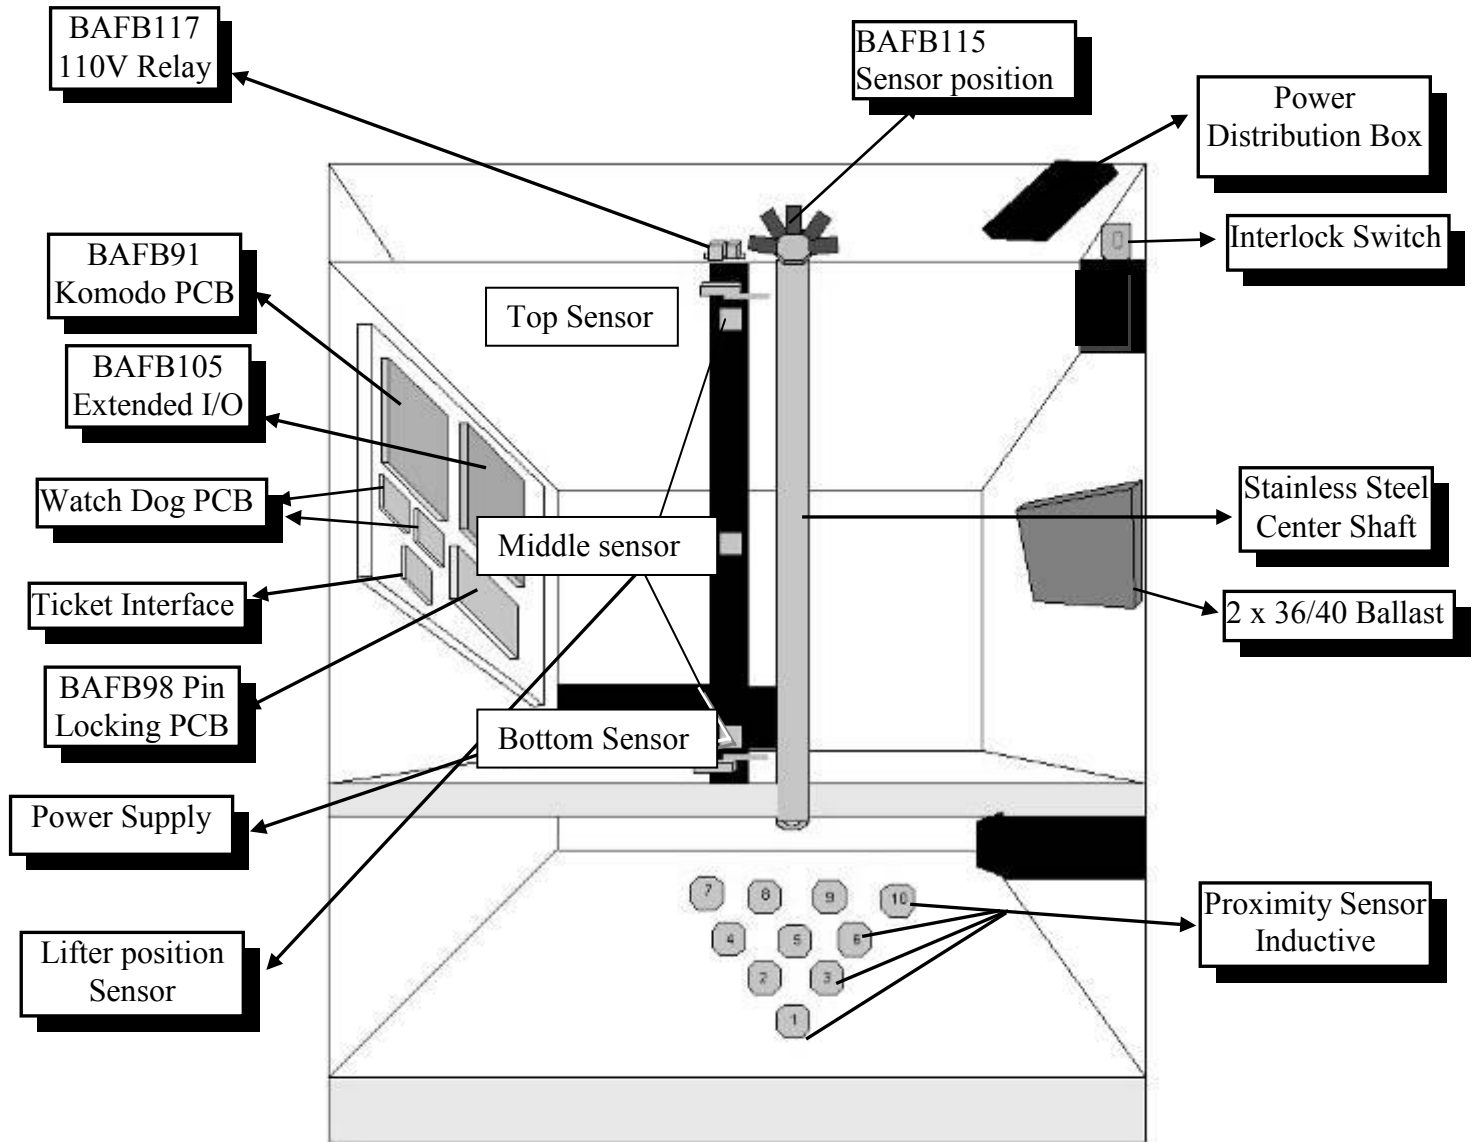 BAFB117
110V Relay
BAFB115
Sensor position
Power
Distribution Box
Interlock Switch
BAFB91
Komodo PCB
Top Sensor
BAFB105
Extended I/O
Watch Dog PCB
Middle sensor
Stainless Steel
Center Shaft
Ticket Interface
2 x 36/40 Ballast
BAFB98 Pin
Locking PCB
Bottom Sensor
Power Supply
Lifter position
Sensor
7 8 9 10
4 5 6
2 3
1
Proximity Sensor
Inductive